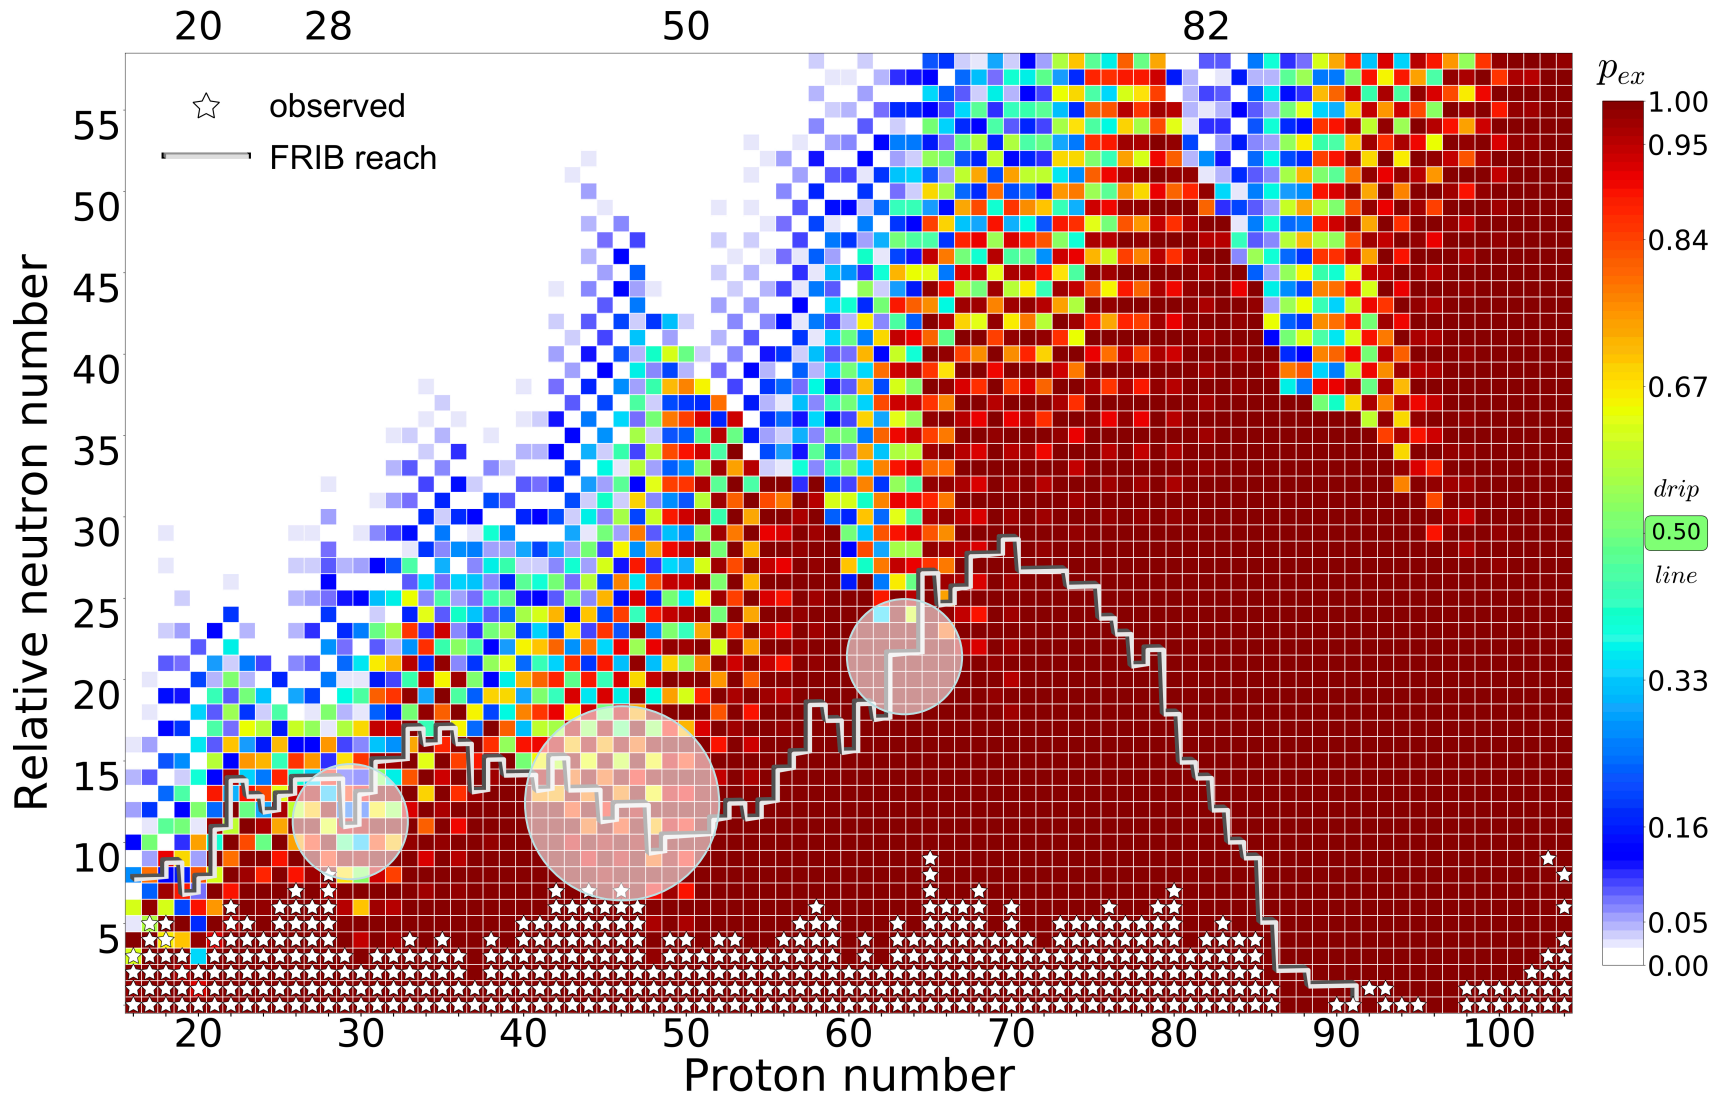 20 28 50 82
observed
FRIB reach
Relative neutron number
55
50
45
40
35
30
25
20
15
10
5
20 30 40 50 60 70 80 90 100
Proton number
p_ex
1.00
0.95
0.84
0.67
drip
0.50
line
0.33
0.16
0.05
0.00